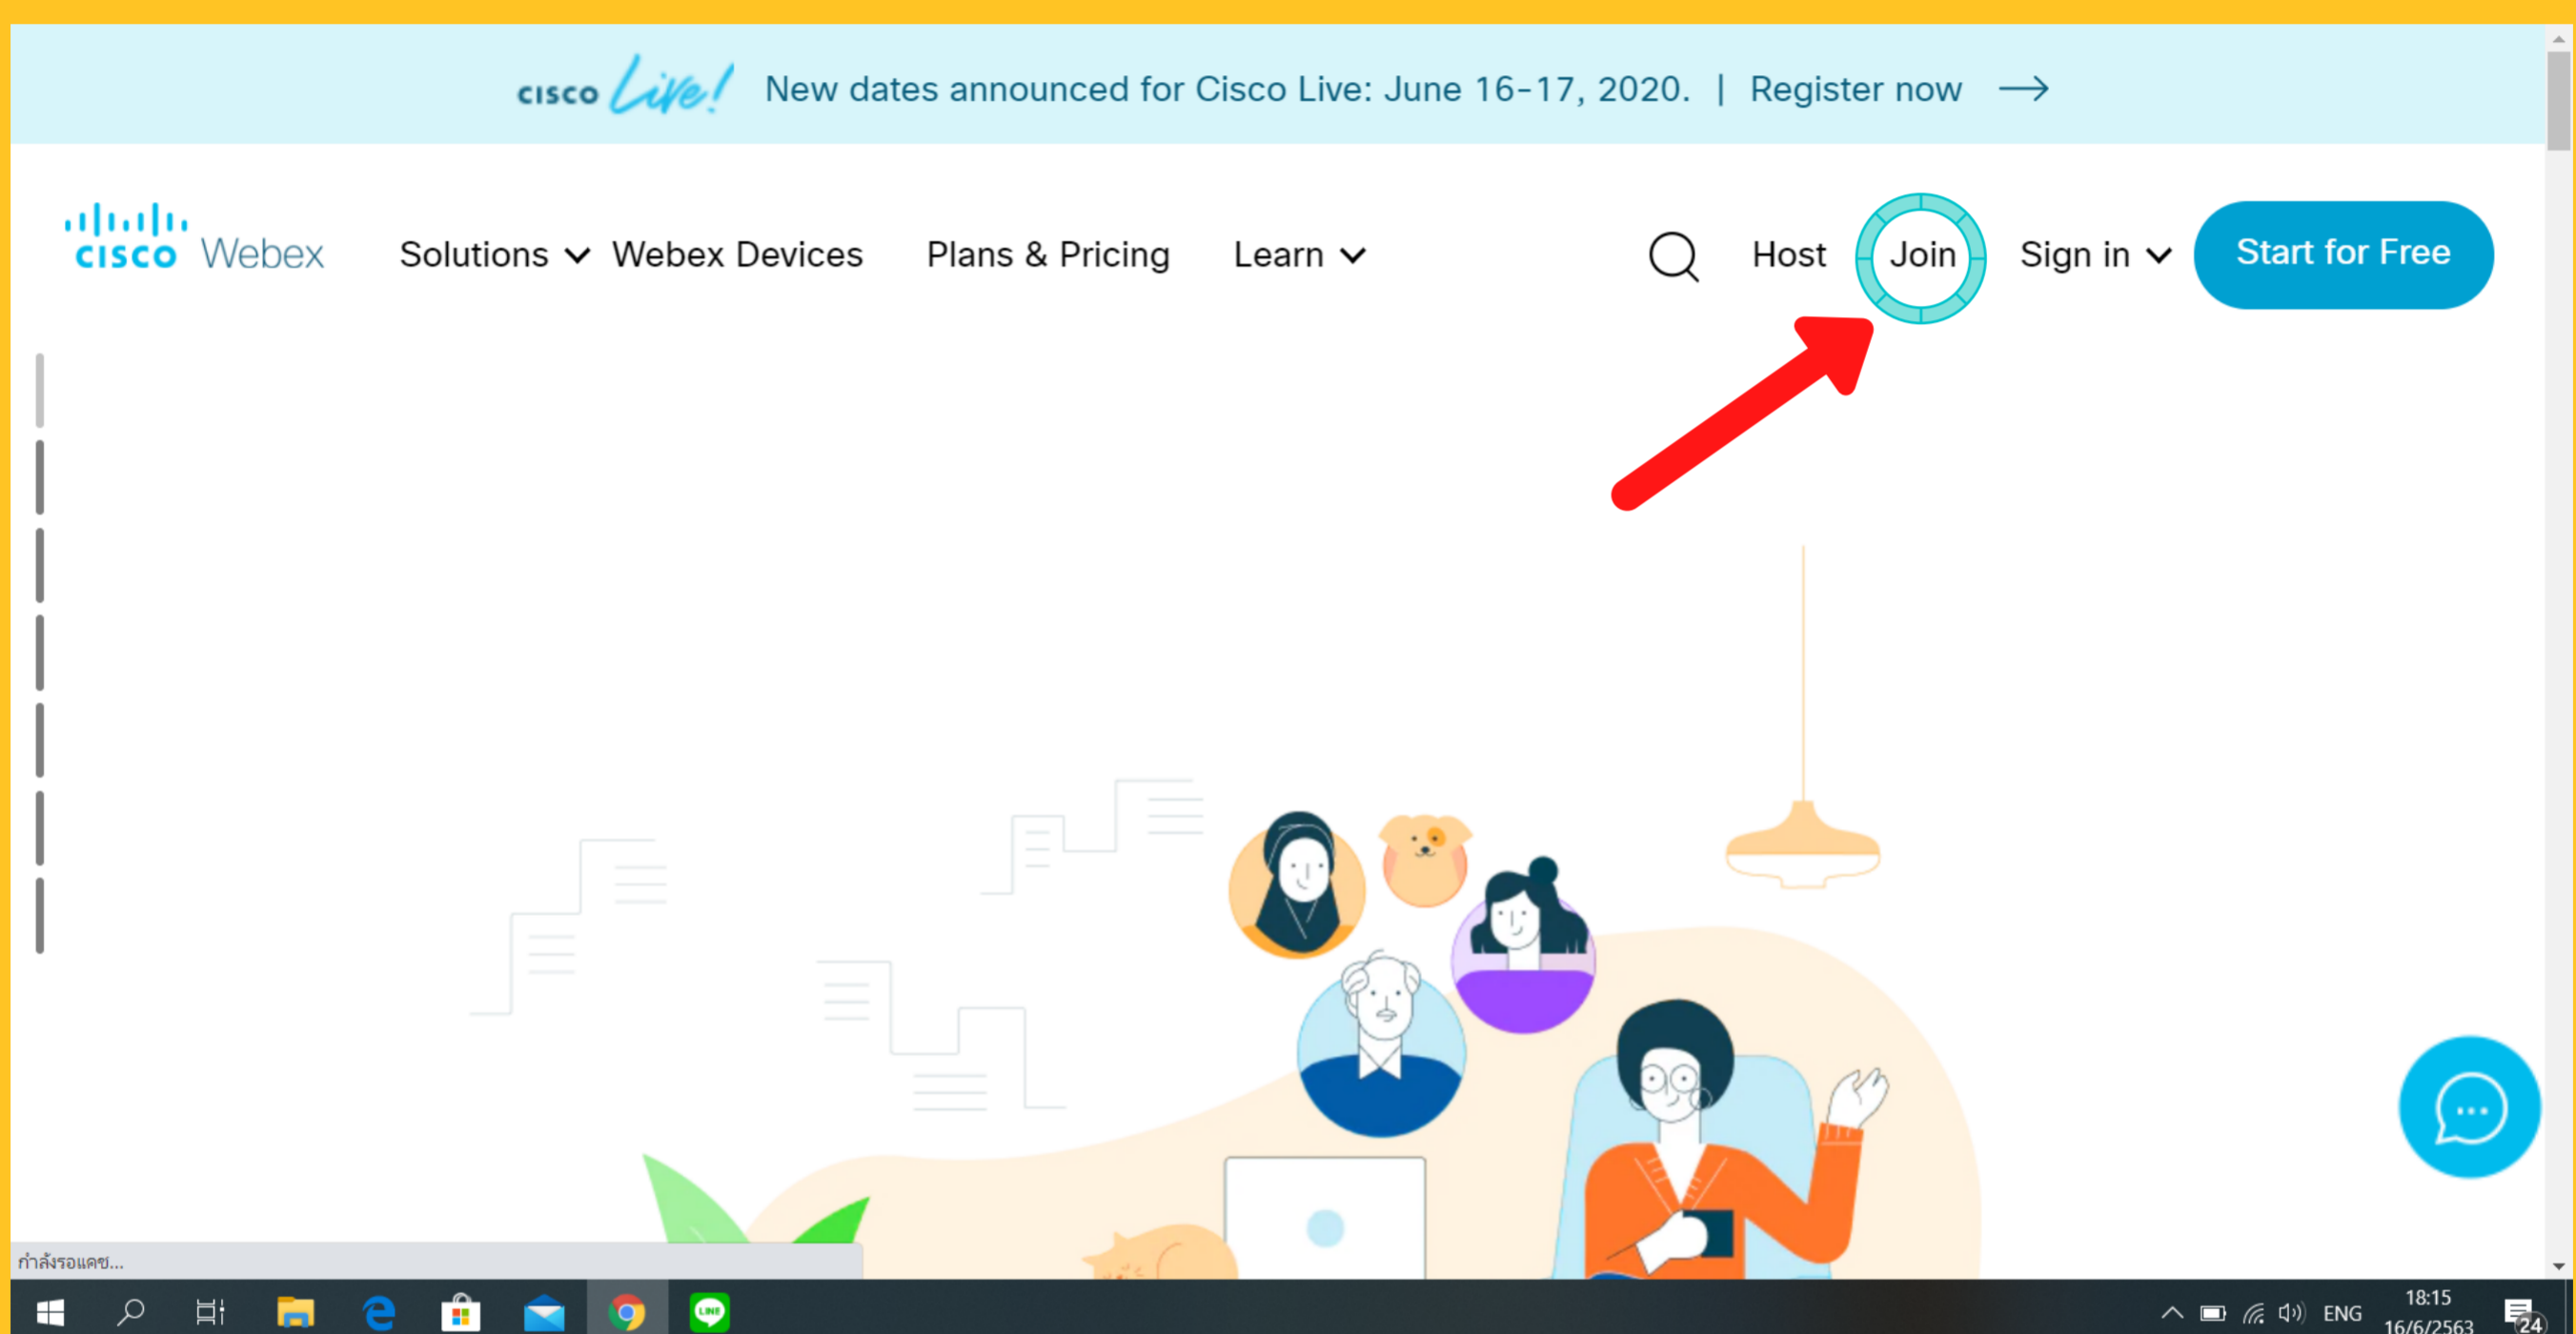 CISCO Live! New dates announced for Cisco Live: June 16-17, 2020. | Register now →
CISCO Webex Solutions Webex Devices Plans & Pricing Learn Host Join Sign in Start for Free
กำลังรอแคช...
LINE
18:15
ENG
16/6/2563
24